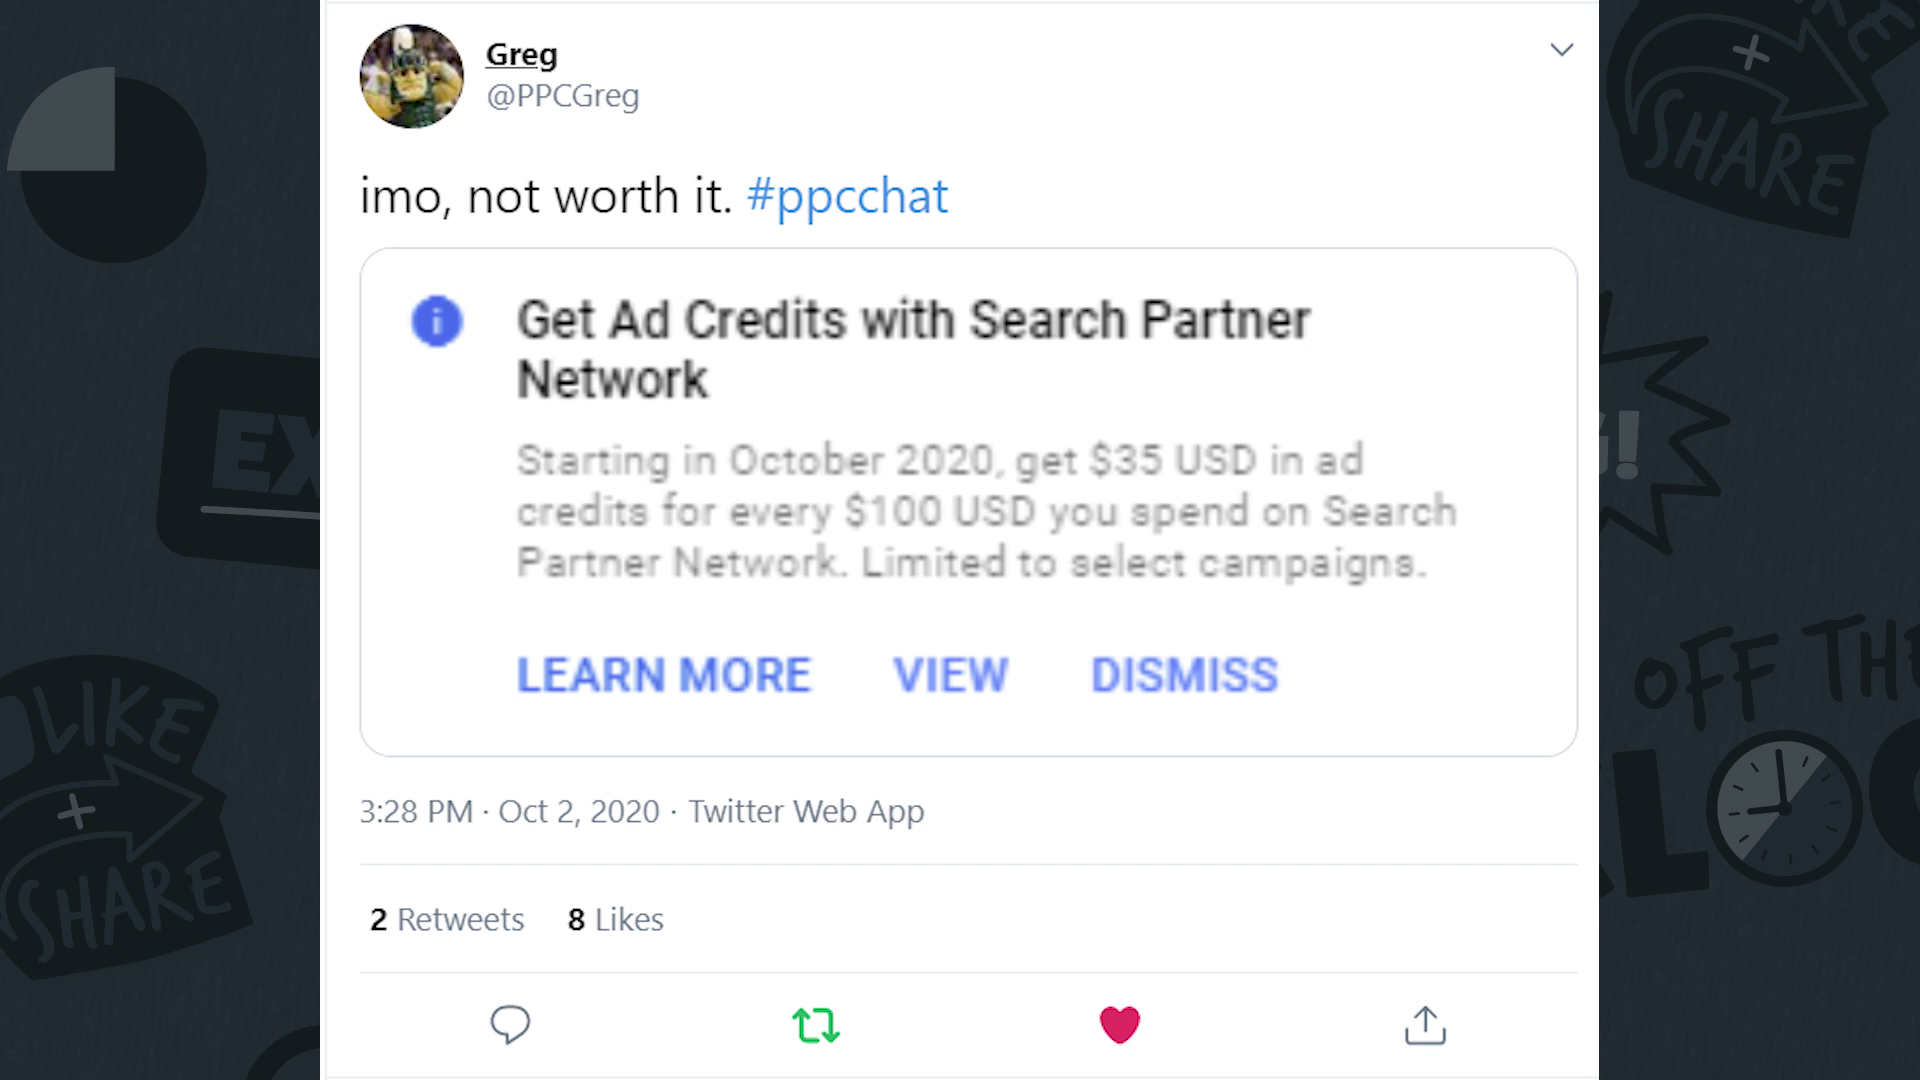 Greg
@PPCGreg
imo, not worth it. #ppcchat
Get Ad Credits with Search Partner
Network
Starting in October 2020, get $35 USD in ad
credits for every $100 USD you spend on Search
Partner Network. Limited to select campaigns.
LEARN MORE VIEW DISMISS
3:28 PM · Oct 2, 2020 · Twitter Web App
2 Retweets 8 Likes
LIKE
+
SHARE
+
SHARE
OFF THE